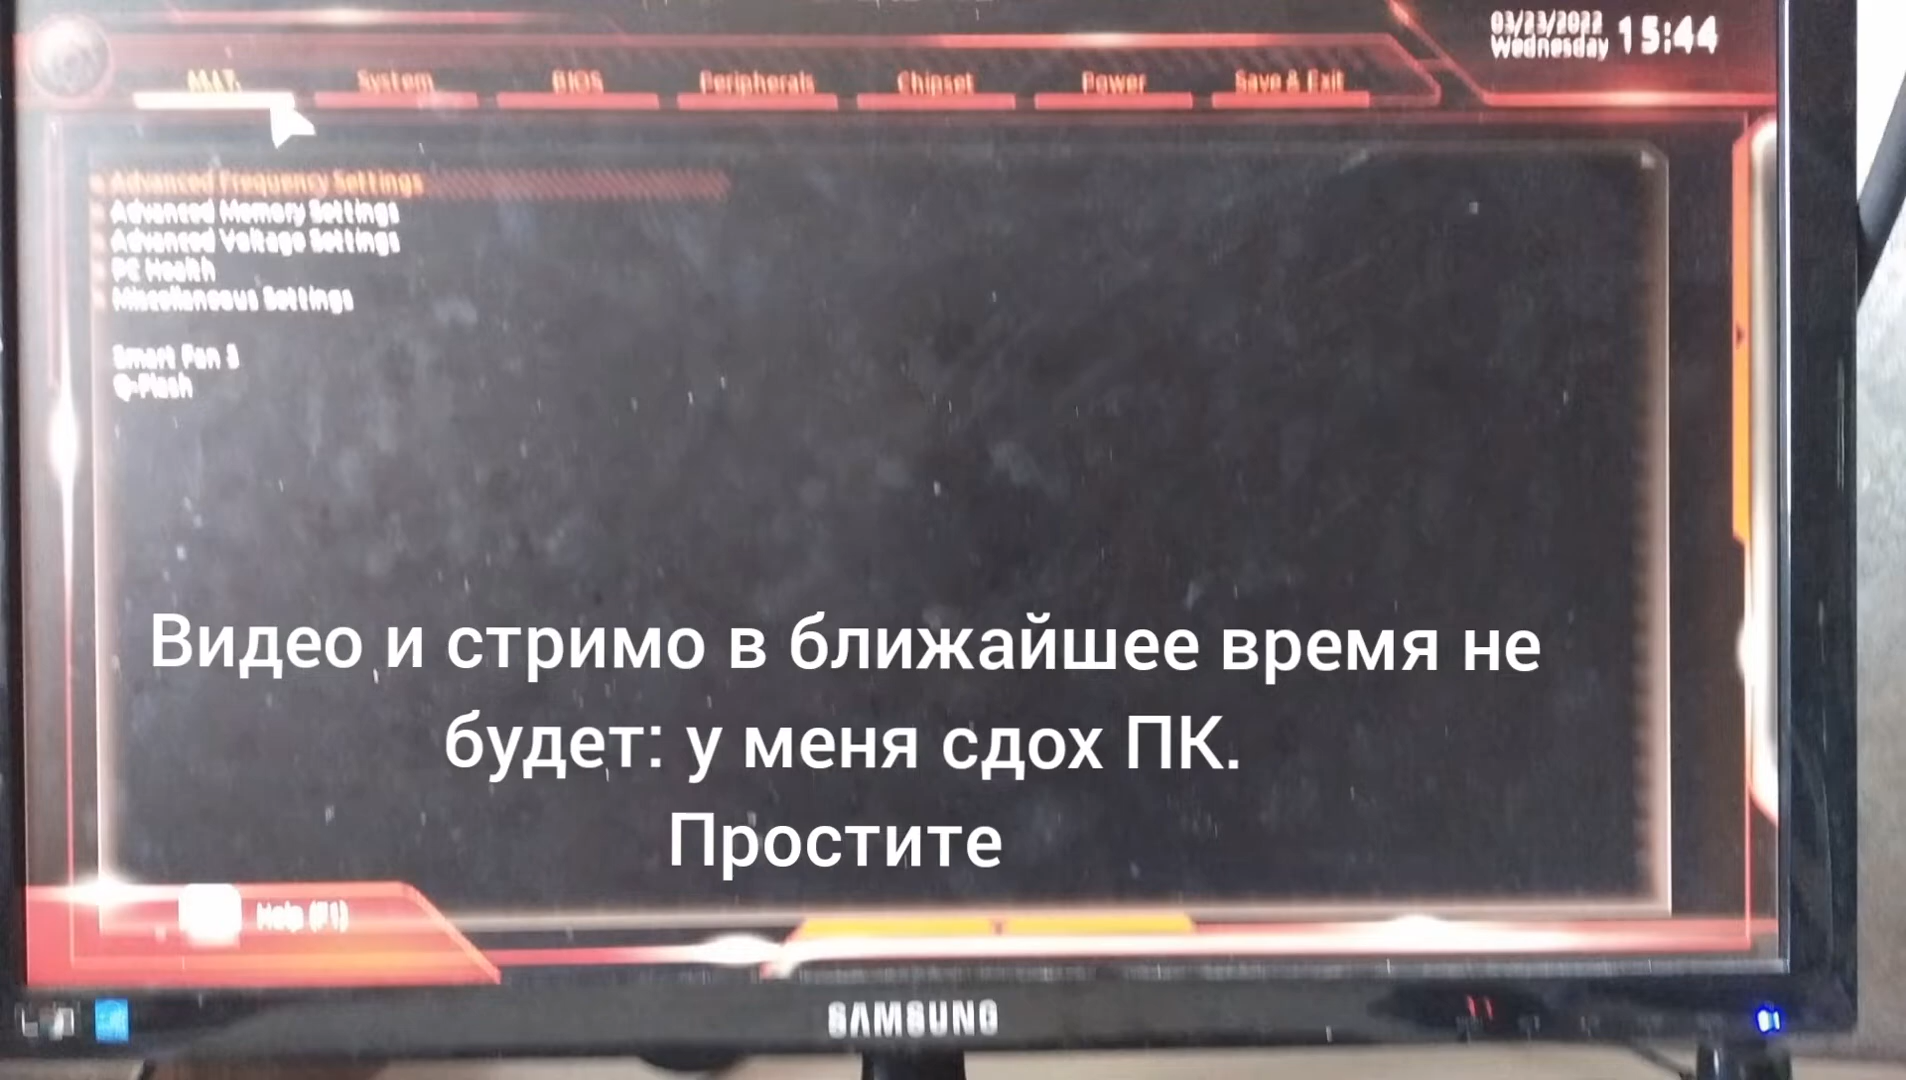 03/23/2022
Wednesday 15:44
M.I.T. System BIOS Peripherals Chipset Power Save & Exit
Advanced Frequency Settings
Advanced Memory Settings
Advanced Voltage Settings
PC Health
Miscellaneous Settings
Smart Fan 5
Q-Flash
Видео и стримо в ближайшее время не
будет: у меня сдох ПК.
Простите
Help (F1)
SAMSUNG